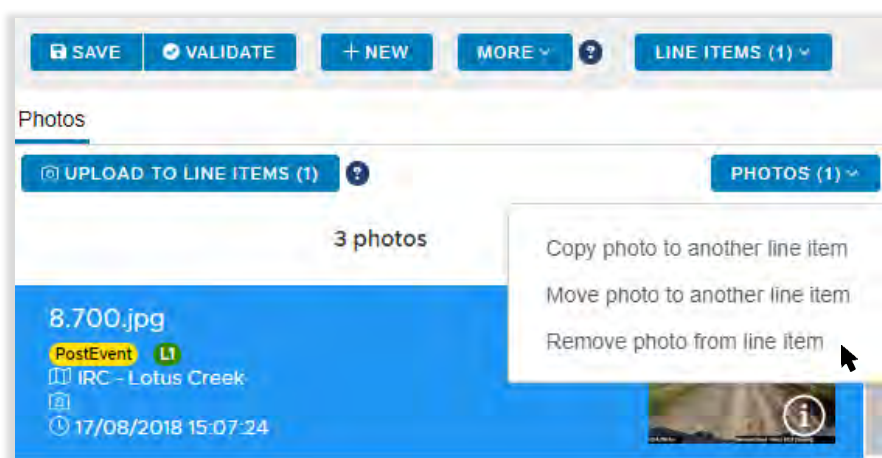 SAVE VALIDATE + NEW MORE ? LINE ITEMS (1)
Photos
UPLOAD TO LINE ITEMS (1) ? PHOTOS (1)
3 photos
Copy photo to another line item
Move photo to another line item
Remove photo from line item
8.700.jpg
PostEvent L1
IRC - Lotus Creek
17/08/2018 15:07:24